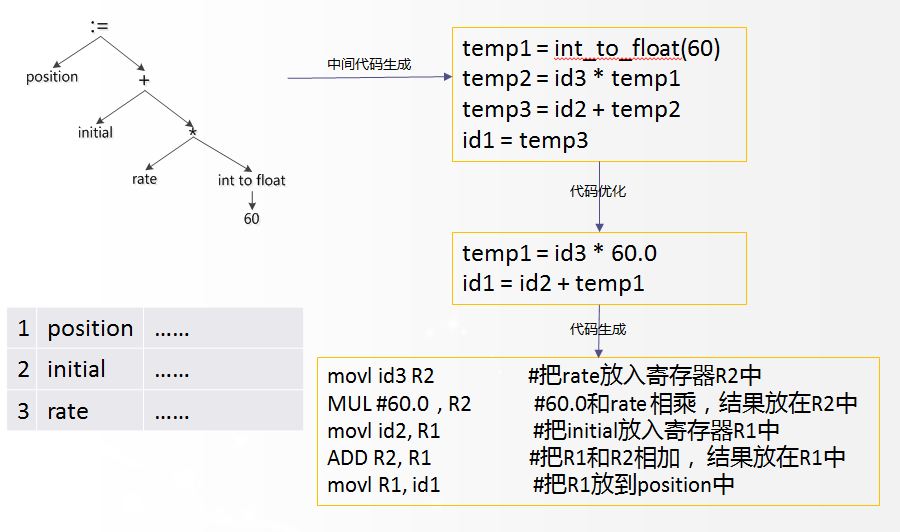 :=
position
+
initial
*
rate
int to float
60
中间代码生成
temp1 = int_to_float(60)
temp2 = id3 * temp1
temp3 = id2 + temp2
id1 = temp3
代码优化
temp1 = id3 * 60.0
id1 = id2 + temp1
代码生成
1 position ……
2 initial ……
3 rate ……
movl id3 R2 #把rate放入寄存器R2中
MUL #60.0 , R2 #60.0和rate相乘，结果放在R2中
movl id2, R1 #把initial放入寄存器R1中
ADD R2, R1 #把R1和R2相加， 结果放在R1中
movl R1, id1 #把R1放到position中